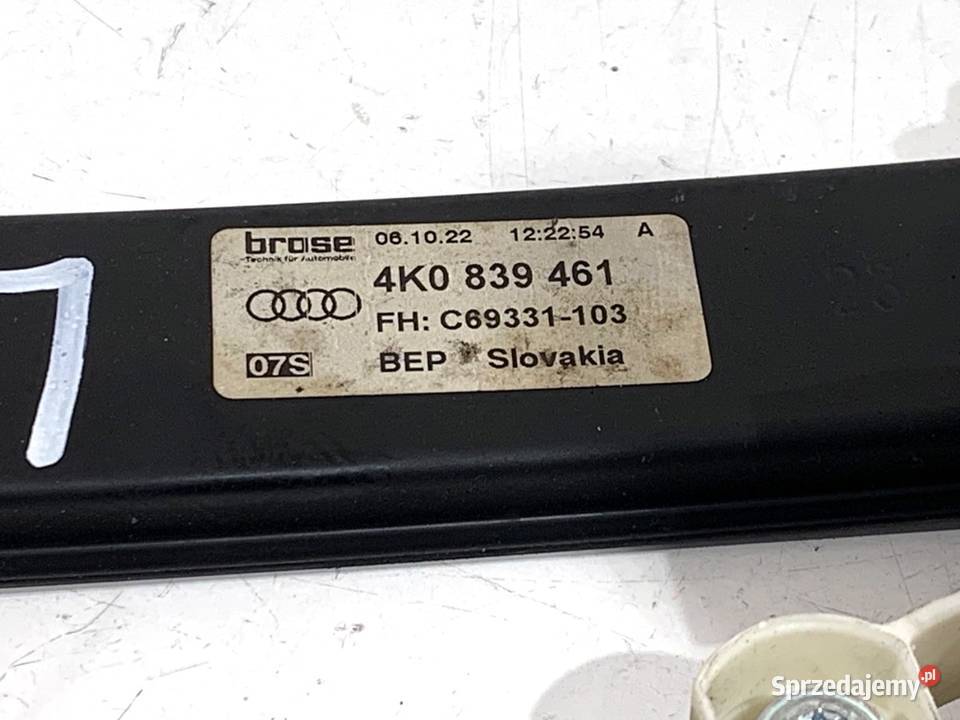 brose 06.10.22 12:22:54 A
Technik für Automobile
4K0 839 461
FH: C69331-103
07S BEP Slovakia
Sprzedajemy.pl